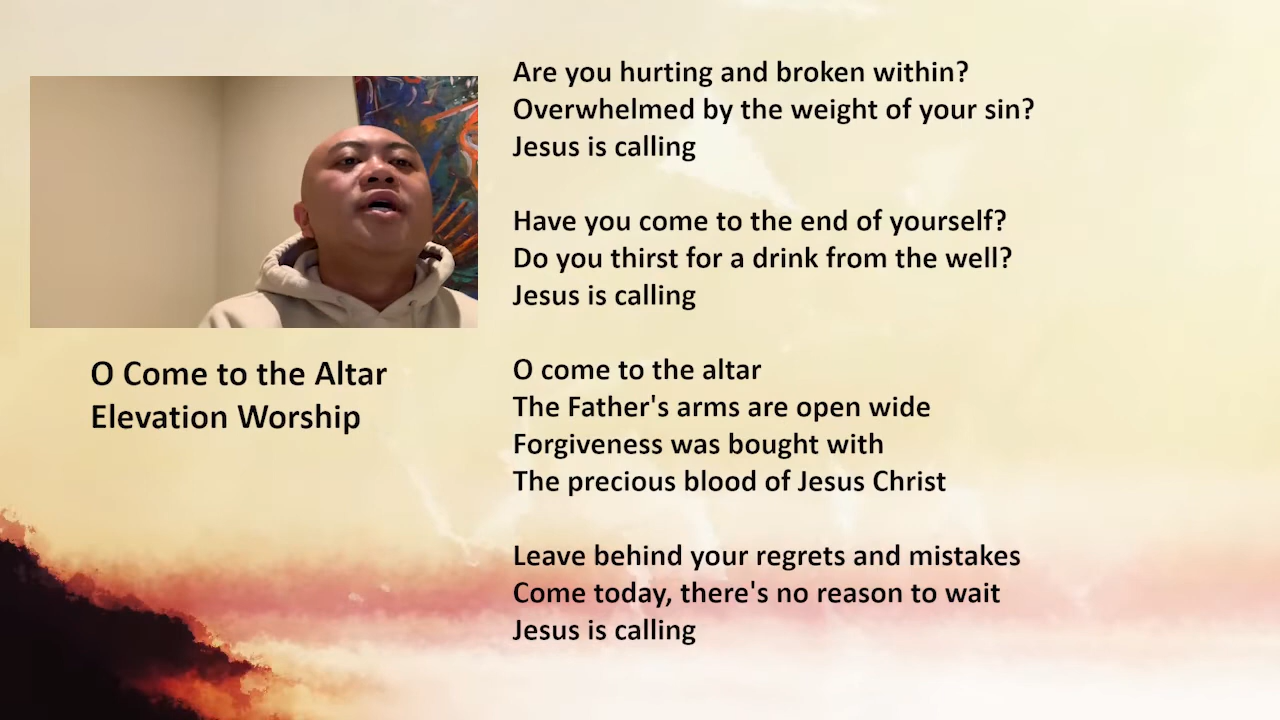 Are you hurting and broken within?
Overwhelmed by the weight of your sin?
Jesus is calling
Have you come to the end of yourself?
Do you thirst for a drink from the well?
Jesus is calling
O come to the altar
The Father's arms are open wide
Forgiveness was bought with
The precious blood of Jesus Christ
Leave behind your regrets and mistakes
Come today, there's no reason to wait
Jesus is calling
O Come to the Altar
Elevation Worship